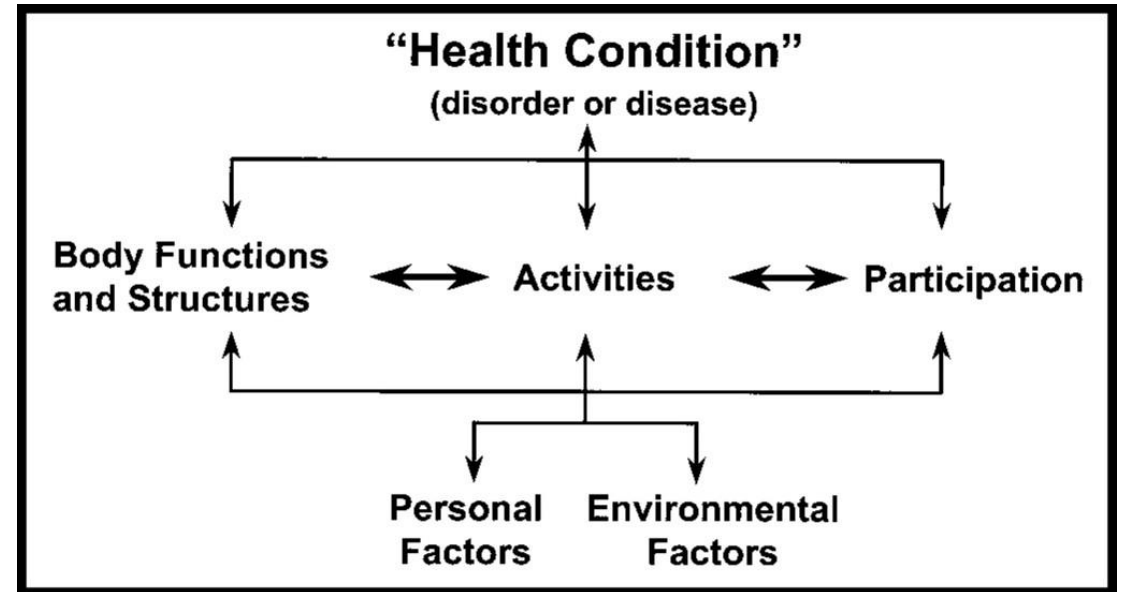 “Health Condition”
(disorder or disease)
Body Functions
and Structures
Activities
Participation
Personal
Factors
Environmental
Factors